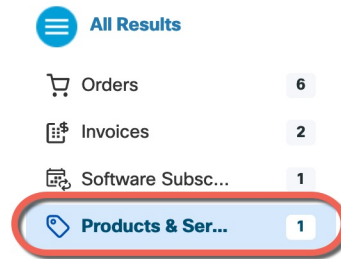 All Results
Orders 6
Invoices 2
Software Subsc... 1
Products & Ser... 1